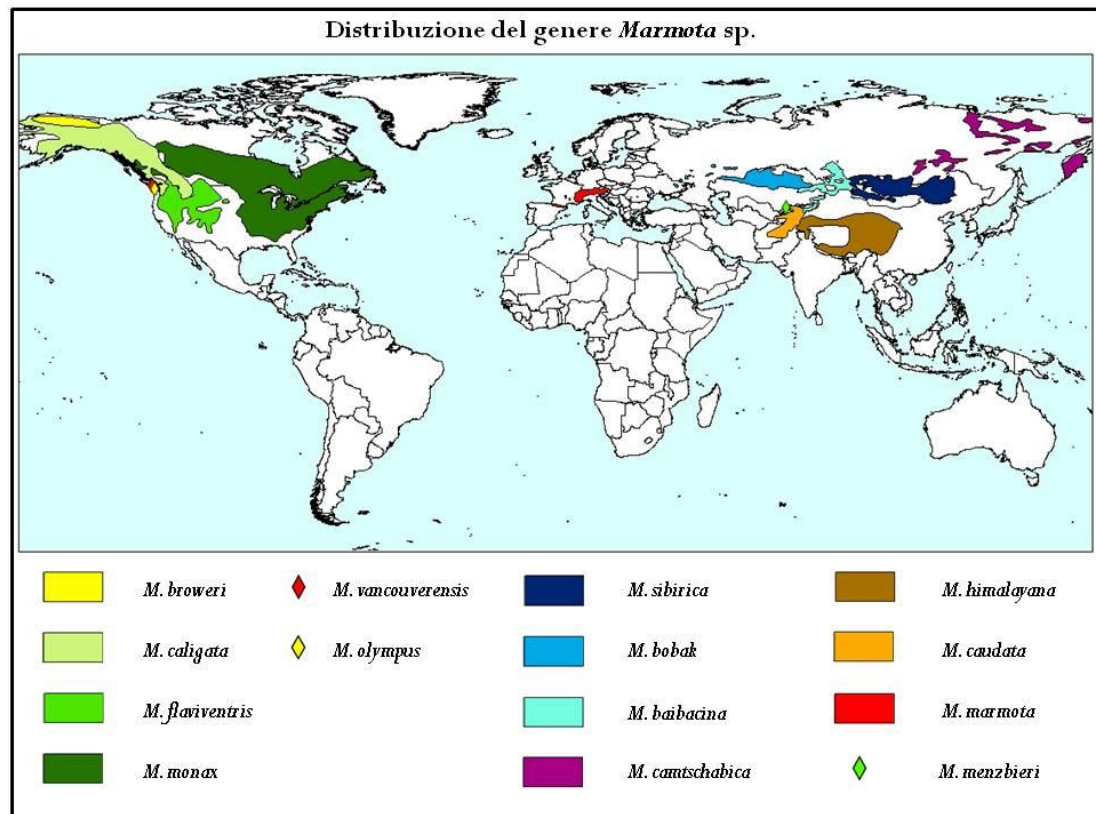 Distribuzione del genere Marmota sp.
M. broweri
M. vancouverensis
M. sibirica
M. himalayana
M. caligata
M. olympus
M. bobak
M. caudata
M. flaviventris
M. baibacina
M. marmota
M. monax
M. camtschabica
M. menzbieri